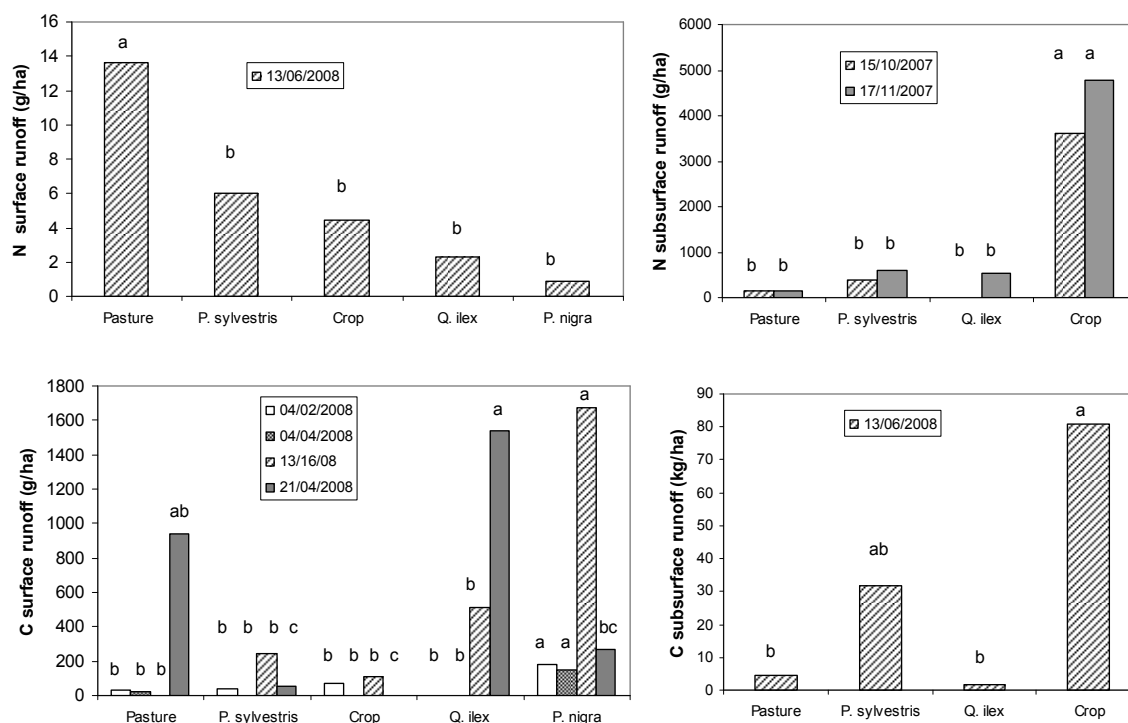 N surface runoff (g/ha)
16
14
12
10
8
6
4
2
0
a
b
b
b
b
13/06/2008
Pasture P. sylvestris Crop Q. ilex P. nigra
N subsurface runoff (g/ha)
6000
5000
4000
3000
2000
1000
0
15/10/2007
17/11/2007
a a
b b
b b
b b
Pasture P. sylvestris Q. ilex Crop
C surface runoff (g/ha)
1800
1600
1400
1200
1000
800
600
400
200
0
04/02/2008
04/04/2008
13/16/08
21/04/2008
b b b ab
b b b c
b b b c
b b b a
a a a bc
Pasture P. sylvestris Crop Q. ilex P. nigra
C subsurface runoff (kg/ha)
90
80
70
60
50
40
30
20
10
0
13/06/2008
b
ab
b
a
Pasture P. sylvestris Q. ilex Crop